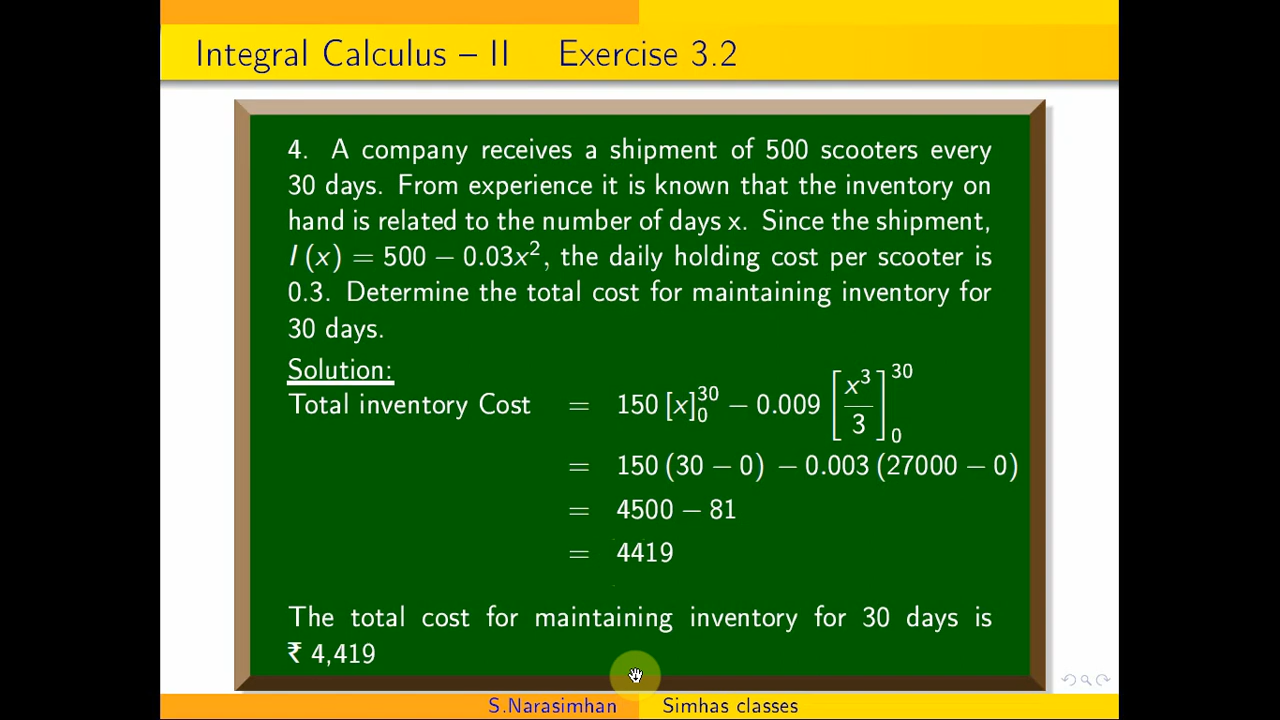 Integral Calculus – II Exercise 3.2
4. A company receives a shipment of 500 scooters every
30 days. From experience it is known that the inventory on
hand is related to the number of days x. Since the shipment,
I (x) = 500 − 0.03x², the daily holding cost per scooter is
0.3. Determine the total cost for maintaining inventory for
30 days.
Solution:
Total inventory Cost = 150 [x]₀³⁰ − 0.009 [x³/3]₀³⁰
= 150 (30 − 0) − 0.003 (27000 − 0)
= 4500 − 81
= 4419
The total cost for maintaining inventory for 30 days is
₹ 4,419
S.Narasimhan Simhas classes